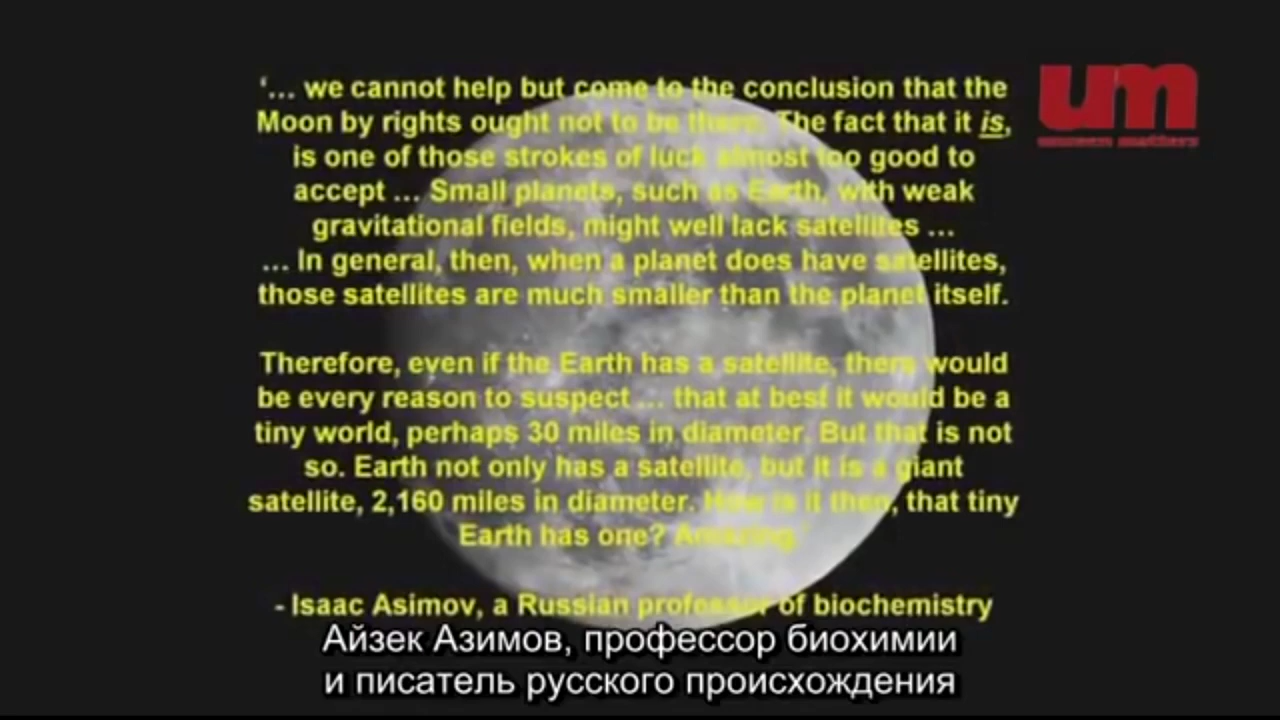 ‘... we cannot help but come to the conclusion that the
Moon by rights ought not to be there. The fact that it is,
is one of those strokes of luck almost too good to
accept ... Small planets, such as Earth, with weak
gravitational fields, might well lack satellites ...
... In general, then, when a planet does have satellites,
those satellites are much smaller than the planet itself.
Therefore, even if the Earth has a satellite, there would
be every reason to suspect ... that at best it would be a
tiny world, perhaps 30 miles in diameter. But that is not
so. Earth not only has a satellite, but it is a giant
satellite, 2,160 miles in diameter. How is it then, that tiny
Earth has one? Amazing.’
- Isaac Asimov, a Russian professor of biochemistry
Айзек Азимов, профессор биохимии
и писатель русского происхождения
um